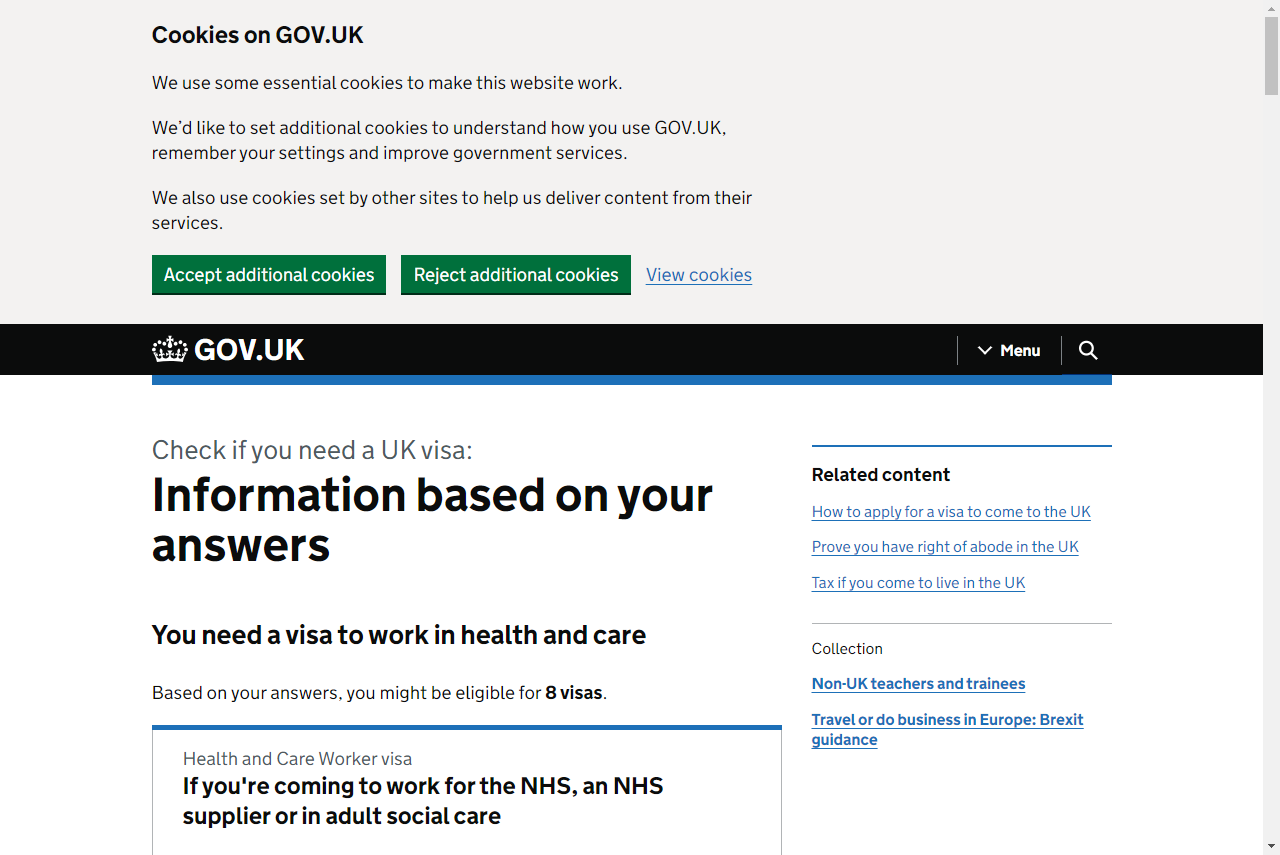 Cookies on GOV.UK
We use some essential cookies to make this website work.
We’d like to set additional cookies to understand how you use GOV.UK,
remember your settings and improve government services.
We also use cookies set by other sites to help us deliver content from their
services.
Accept additional cookies
Reject additional cookies
View cookies
GOV.UK
Menu
Check if you need a UK visa:
Information based on your
answers
You need a visa to work in health and care
Based on your answers, you might be eligible for 8 visas.
Health and Care Worker visa
If you're coming to work for the NHS, an NHS
supplier or in adult social care
Related content
How to apply for a visa to come to the UK
Prove you have right of abode in the UK
Tax if you come to live in the UK
Collection
Non-UK teachers and trainees
Travel or do business in Europe: Brexit
guidance